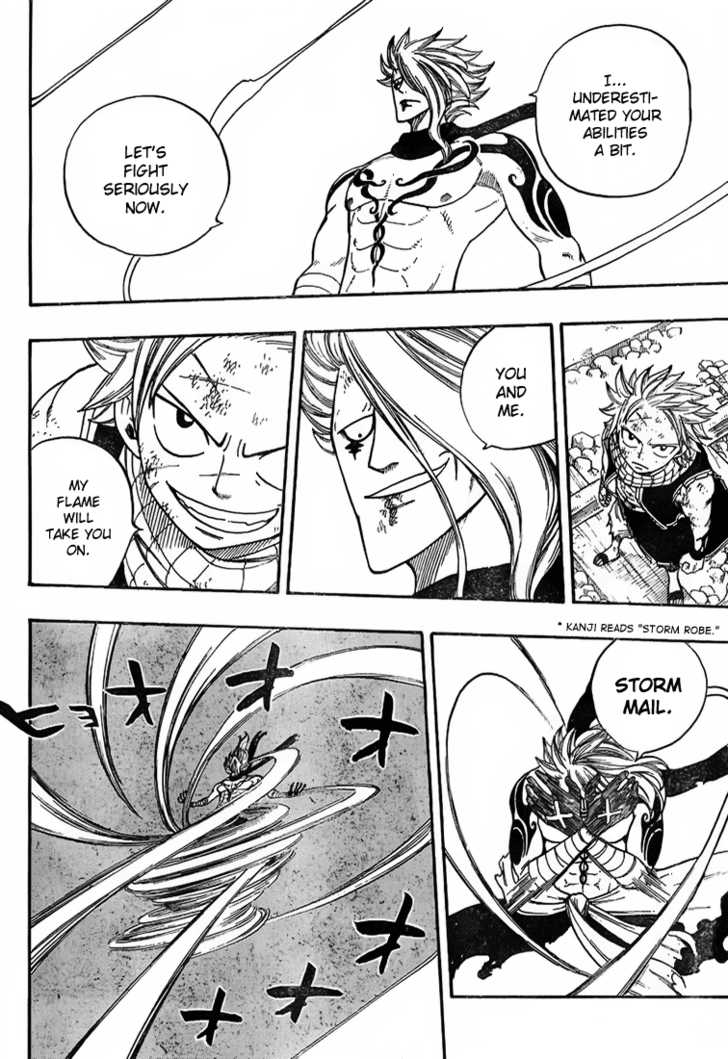 I...
UNDERESTI-
MATED YOUR
ABILITIES
A BIT.
LET'S
FIGHT
SERIOUSLY
NOW.
YOU
AND
ME.
MY
FLAME
WILL
TAKE YOU
ON.
* KANJI READS "STORM ROBE."
STORM
MAIL.